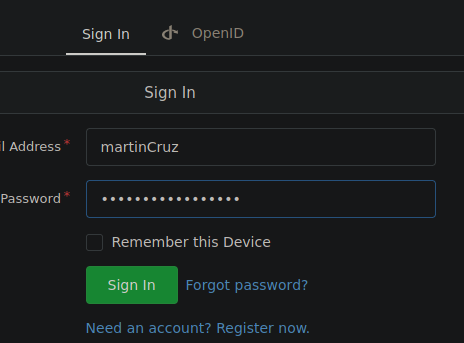 Sign In OpenID
Sign In
il Address *
martinCruz
Password *
•••••••••••••••••
Remember this Device
Sign In Forgot password?
Need an account? Register now.